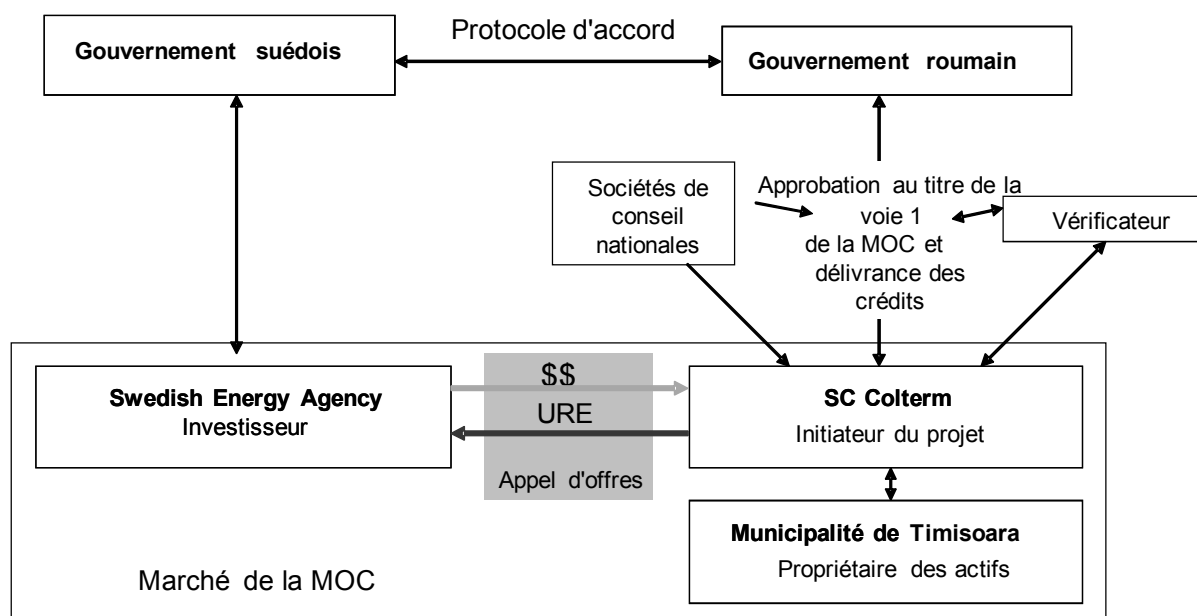 Protocole d'accord
Gouvernement suédois
Gouvernement roumain
Sociétés de
conseil
nationales
Approbation au titre de la
voie 1
de la MOC et
délivrance des
crédits
Vérificateur
$$
Swedish Energy Agency
Investisseur
URE
Appel d'offres
SC Colterm
Initiateur du projet
Municipalité de Timisoara
Propriétaire des actifs
Marché de la MOC